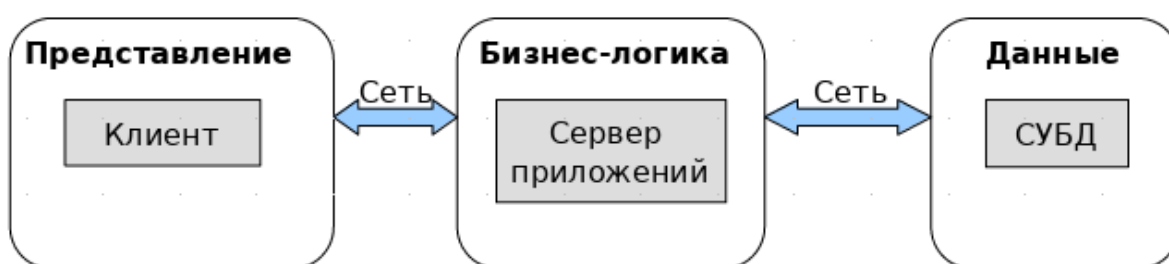 Представление
Клиент
Сеть
Бизнес-логика
Сервер
приложений
Сеть
Данные
СУБД